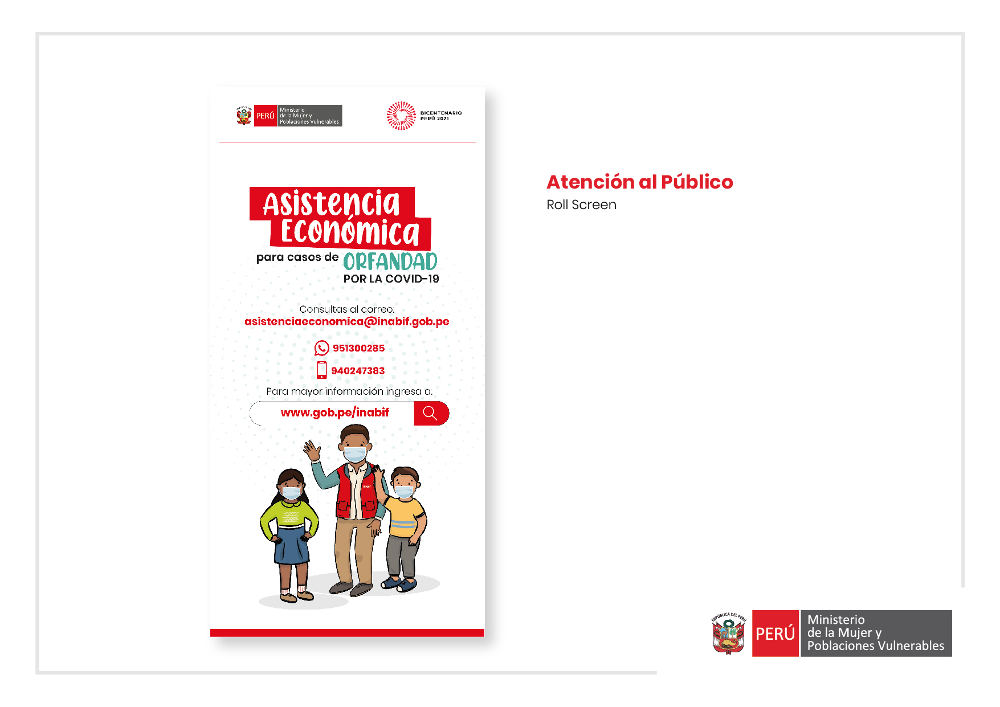 PERÚ
Ministerio
de la Mujer y
Poblaciones Vulnerables
BICENTENARIO
PERÚ 2021
Asistencia
Económica
para casos de ORFANDAD
POR LA COVID-19
Consultas al correo:
asistenciaeconomica@inabif.gob.pe
951300285
940247383
Para mayor información ingresa a:
www.gob.pe/inabif
INABIF
Atención al Público
Roll Screen
REPÚBLICA DEL PERÚ
PERÚ
Ministerio
de la Mujer y
Poblaciones Vulnerables